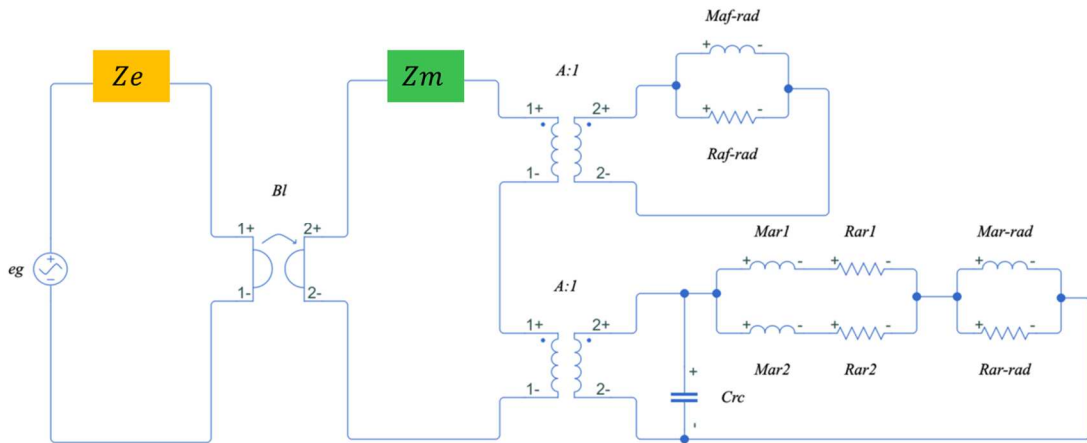 Ze
Zm
Maf-rad
+ -
A:1
1+ 2+
+ -
Raf-rad
1- 2-
Bl
1+ 2+
Mar1 Rar1 Mar-rad
eg
+ - + - + -
1- 2-
A:1
1+ 2+
+ - + - + -
Mar2 Rar2 Rar-rad
+
1- 2-
Crc
-